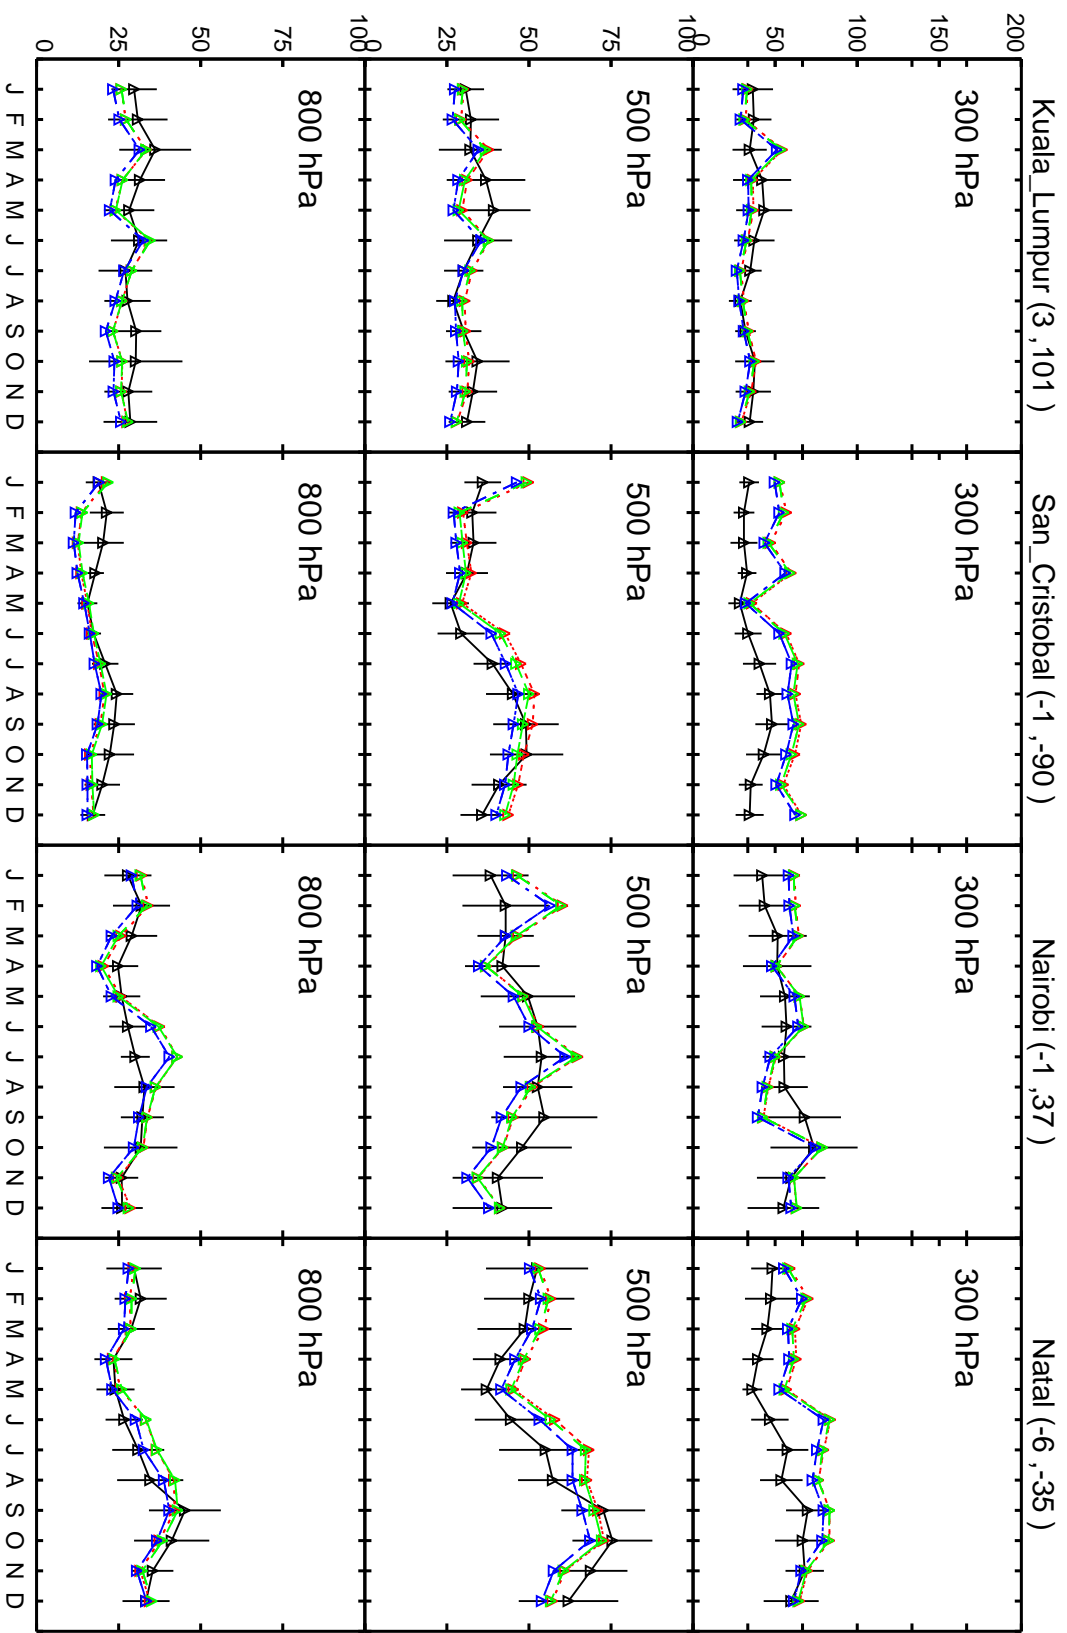 Kuala_Lumpur (3 ,101 )
San_Cristobal (-1 ,-90 )
Nairobi (-1 ,37 )
Natal (-6 ,-35 )
200
150
100
50
0
300 hPa
300 hPa
300 hPa
300 hPa
100
75
50
25
0
500 hPa
500 hPa
500 hPa
500 hPa
100
75
50
25
0
800 hPa
800 hPa
800 hPa
800 hPa
J F M A M J J A S O N D
J F M A M J J A S O N D
J F M A M J J A S O N D
J F M A M J J A S O N D